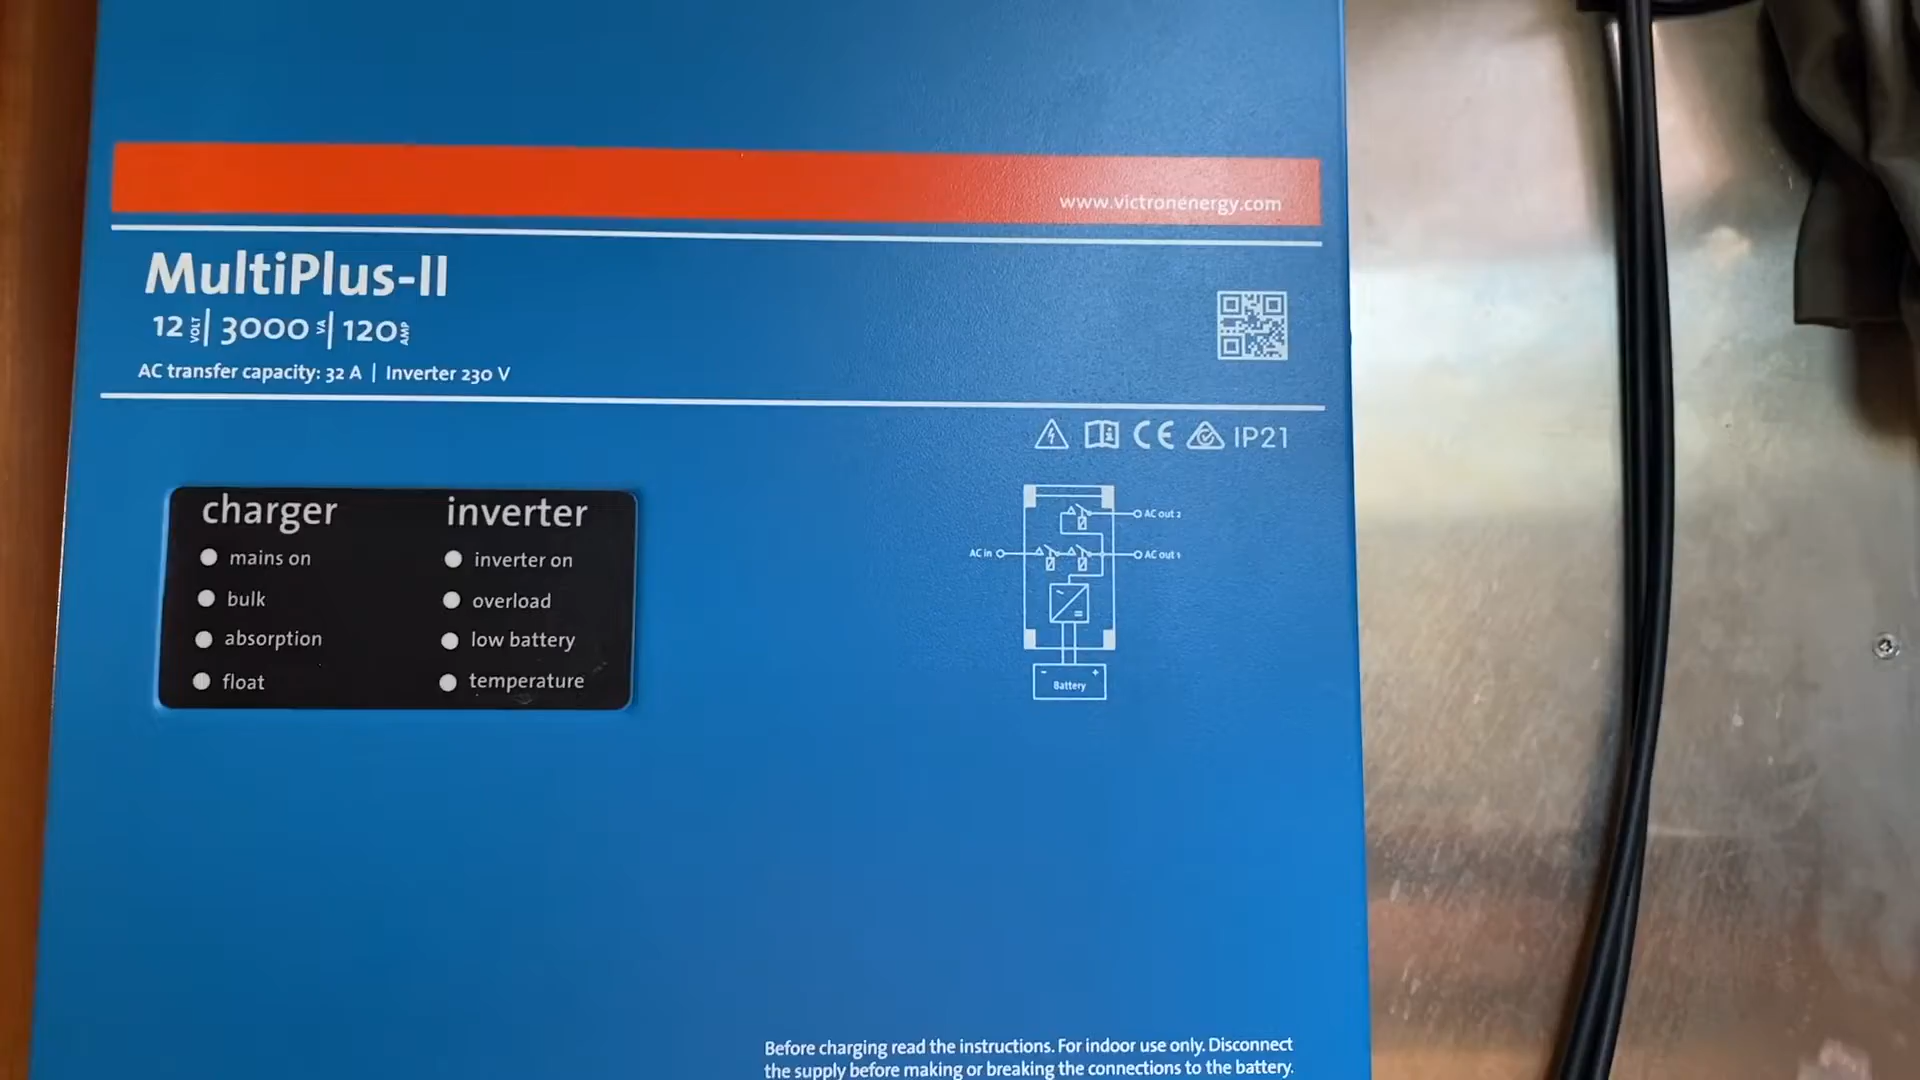 www.victronenergy.com
MultiPlus-II
12 VOLT | 3000 VA | 120 AMP
AC transfer capacity: 32 A | Inverter 230 V
IP21
charger inverter
mains on inverter on
bulk overload
absorption low battery
float temperature
AC out 2
AC in AC out 1
- +
Battery
Before charging read the instructions. For indoor use only. Disconnect
the supply before making or breaking the connections to the battery.